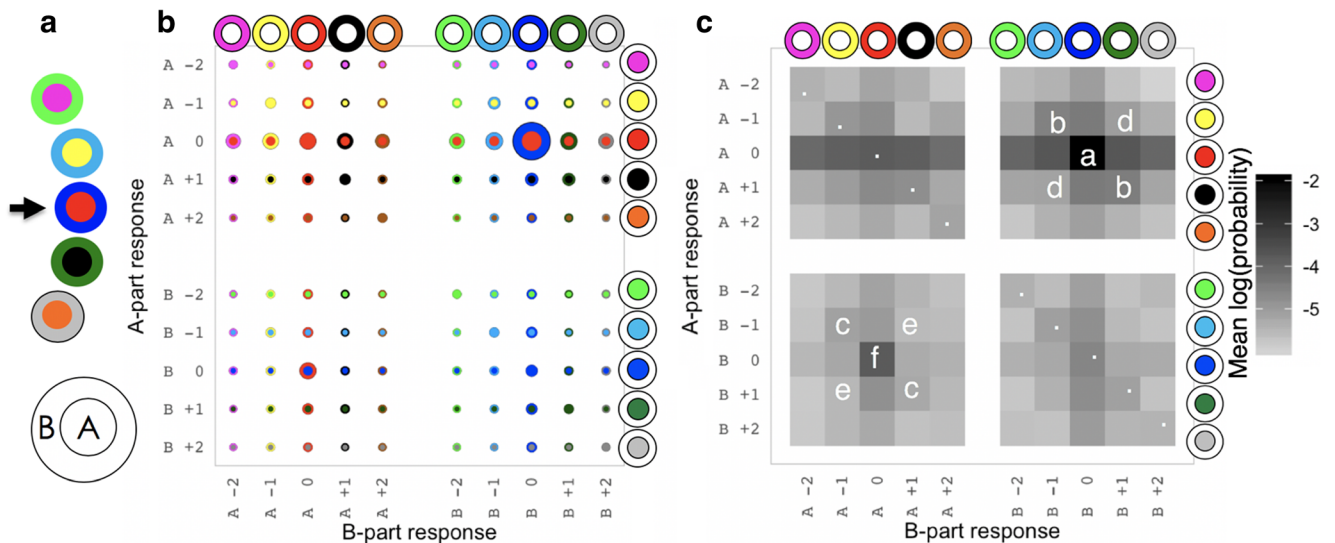 a
B A
b
A-part response
A -2
A -1
A 0
A +1
A +2
B -2
B -1
B 0
B +1
B +2
A -2
A -1
0
A +1
A +2
B -2
B -1
B 0
B +1
B +2
B-part response
c
A-part response
A -2
A -1
A 0
A +1
A +2
B -2
B -1
B 0
B +1
B +2
b d
a
d b
c e
f
e c
A -2
A -1
0
A +1
A +2
B -2
B -1
0
B +1
B +2
B-part response
Mean log(probability)
-2
-3
-4
-5